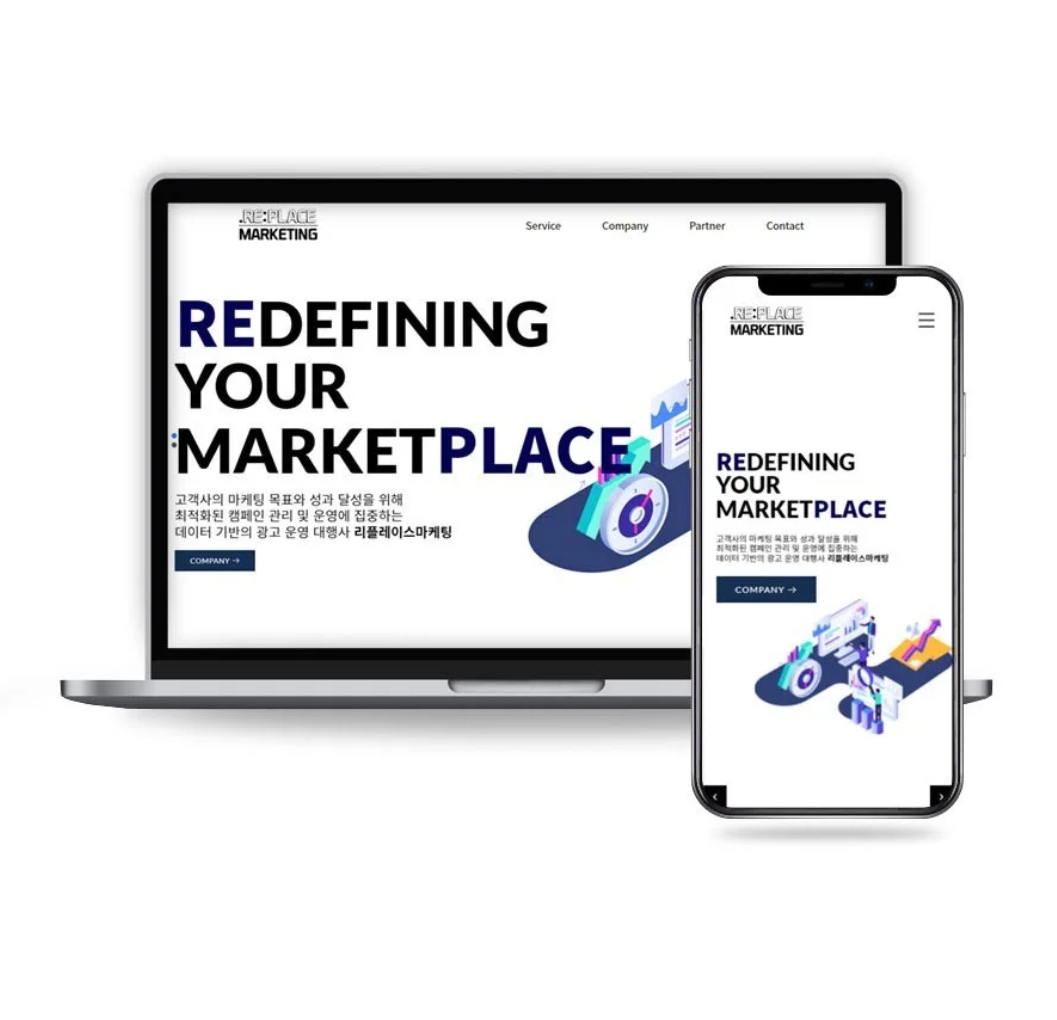 .RE:PLACE
MARKETING
Service Company Partner Contact
REDEFINING
YOUR
MARKETPLACE
고객사의 마케팅 목표와 성과 달성을 위해
최적화된 캠페인 관리 및 운영에 집중하는
데이터 기반의 광고 운영 대행사 리플레이스마케팅
COMPANY →
.RE:PLACE
MARKETING
REDEFINING
YOUR
MARKETPLACE
고객사의 마케팅 목표와 성과 달성을 위해
최적화된 캠페인 관리 및 운영에 집중하는
데이터 기반의 광고 운영 대행사 리플레이스마케팅
COMPANY →